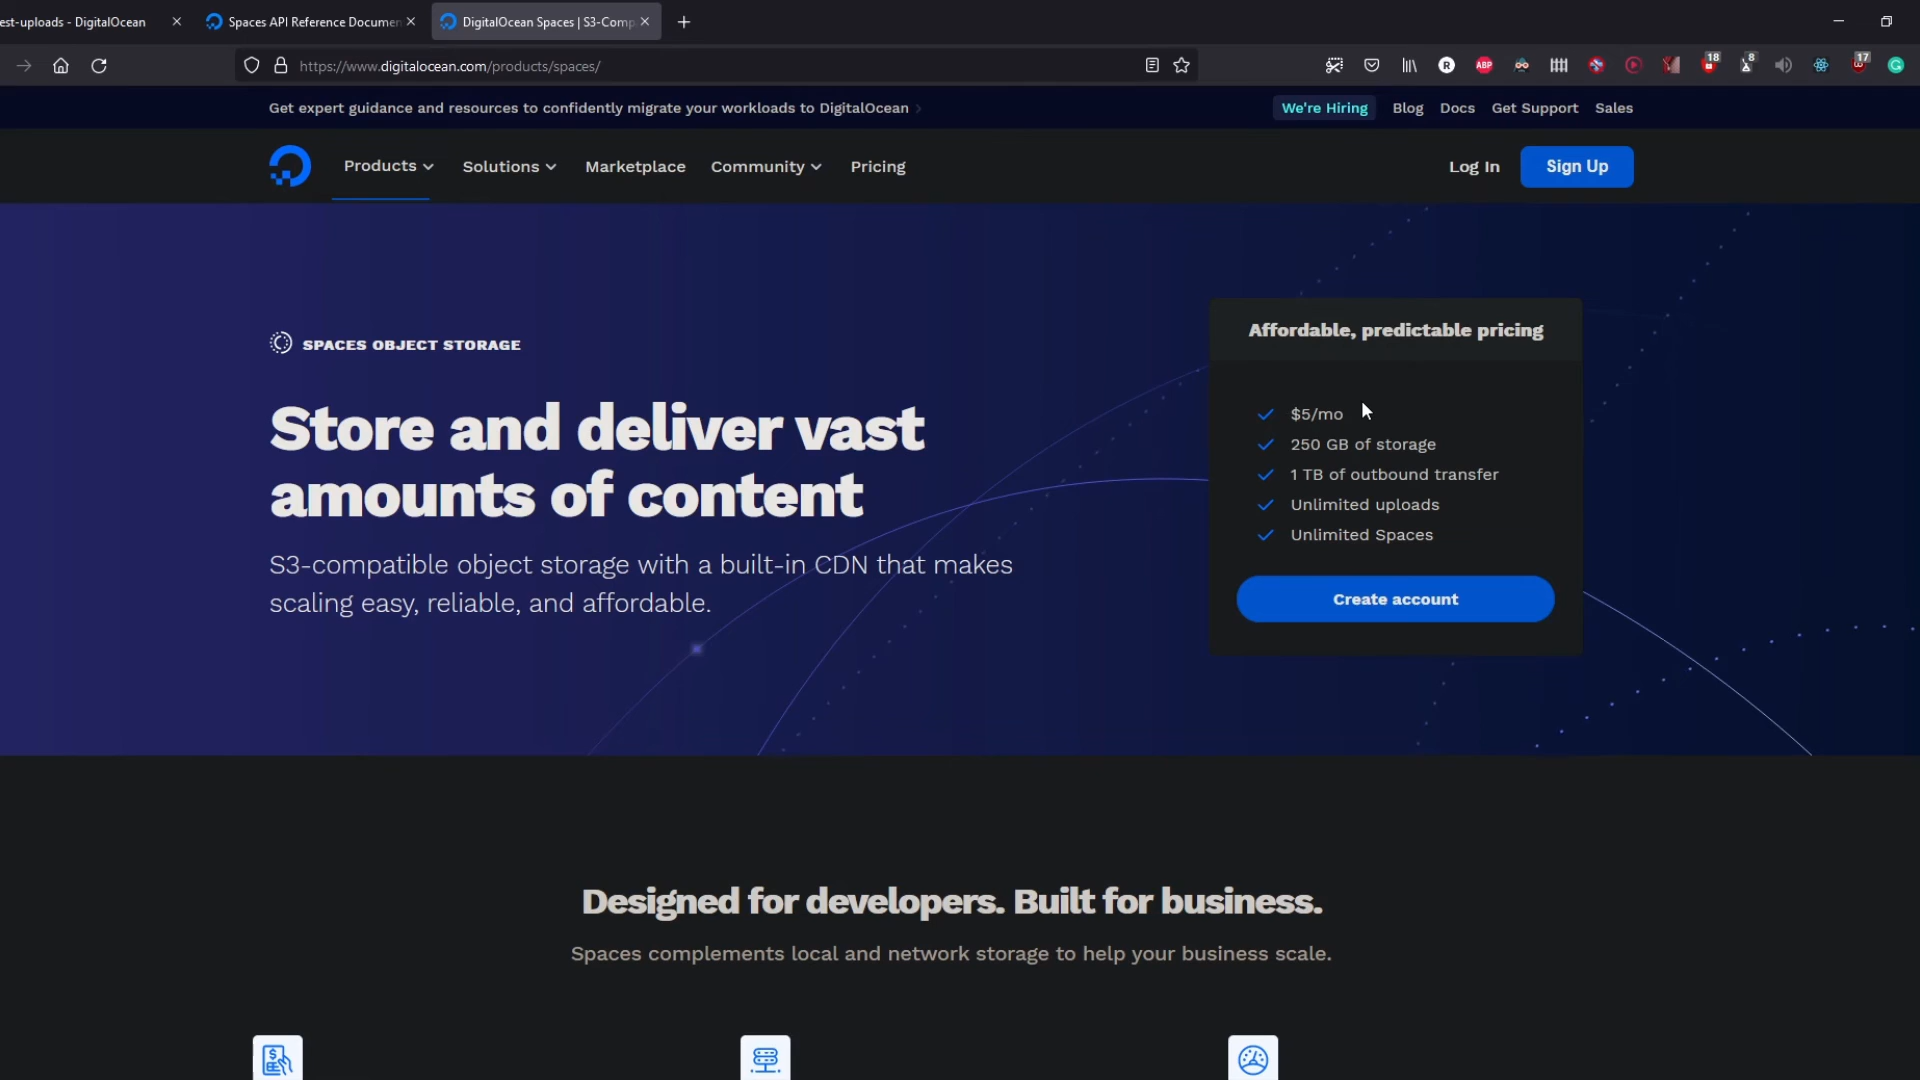 est-uploads - DigitalOcean
Spaces API Reference Documen
DigitalOcean Spaces | S3-Comp
https://www.digitalocean.com/products/spaces/
R
ABP
18
8
17
Get expert guidance and resources to confidently migrate your workloads to DigitalOcean
We're Hiring
Blog
Docs
Get Support
Sales
Products
Solutions
Marketplace
Community
Pricing
Log In
Sign Up
SPACES OBJECT STORAGE
Store and deliver vast
amounts of content
S3-compatible object storage with a built-in CDN that makes
scaling easy, reliable, and affordable.
Affordable, predictable pricing
$5/mo
250 GB of storage
1 TB of outbound transfer
Unlimited uploads
Unlimited Spaces
Create account
Designed for developers. Built for business.
Spaces complements local and network storage to help your business scale.